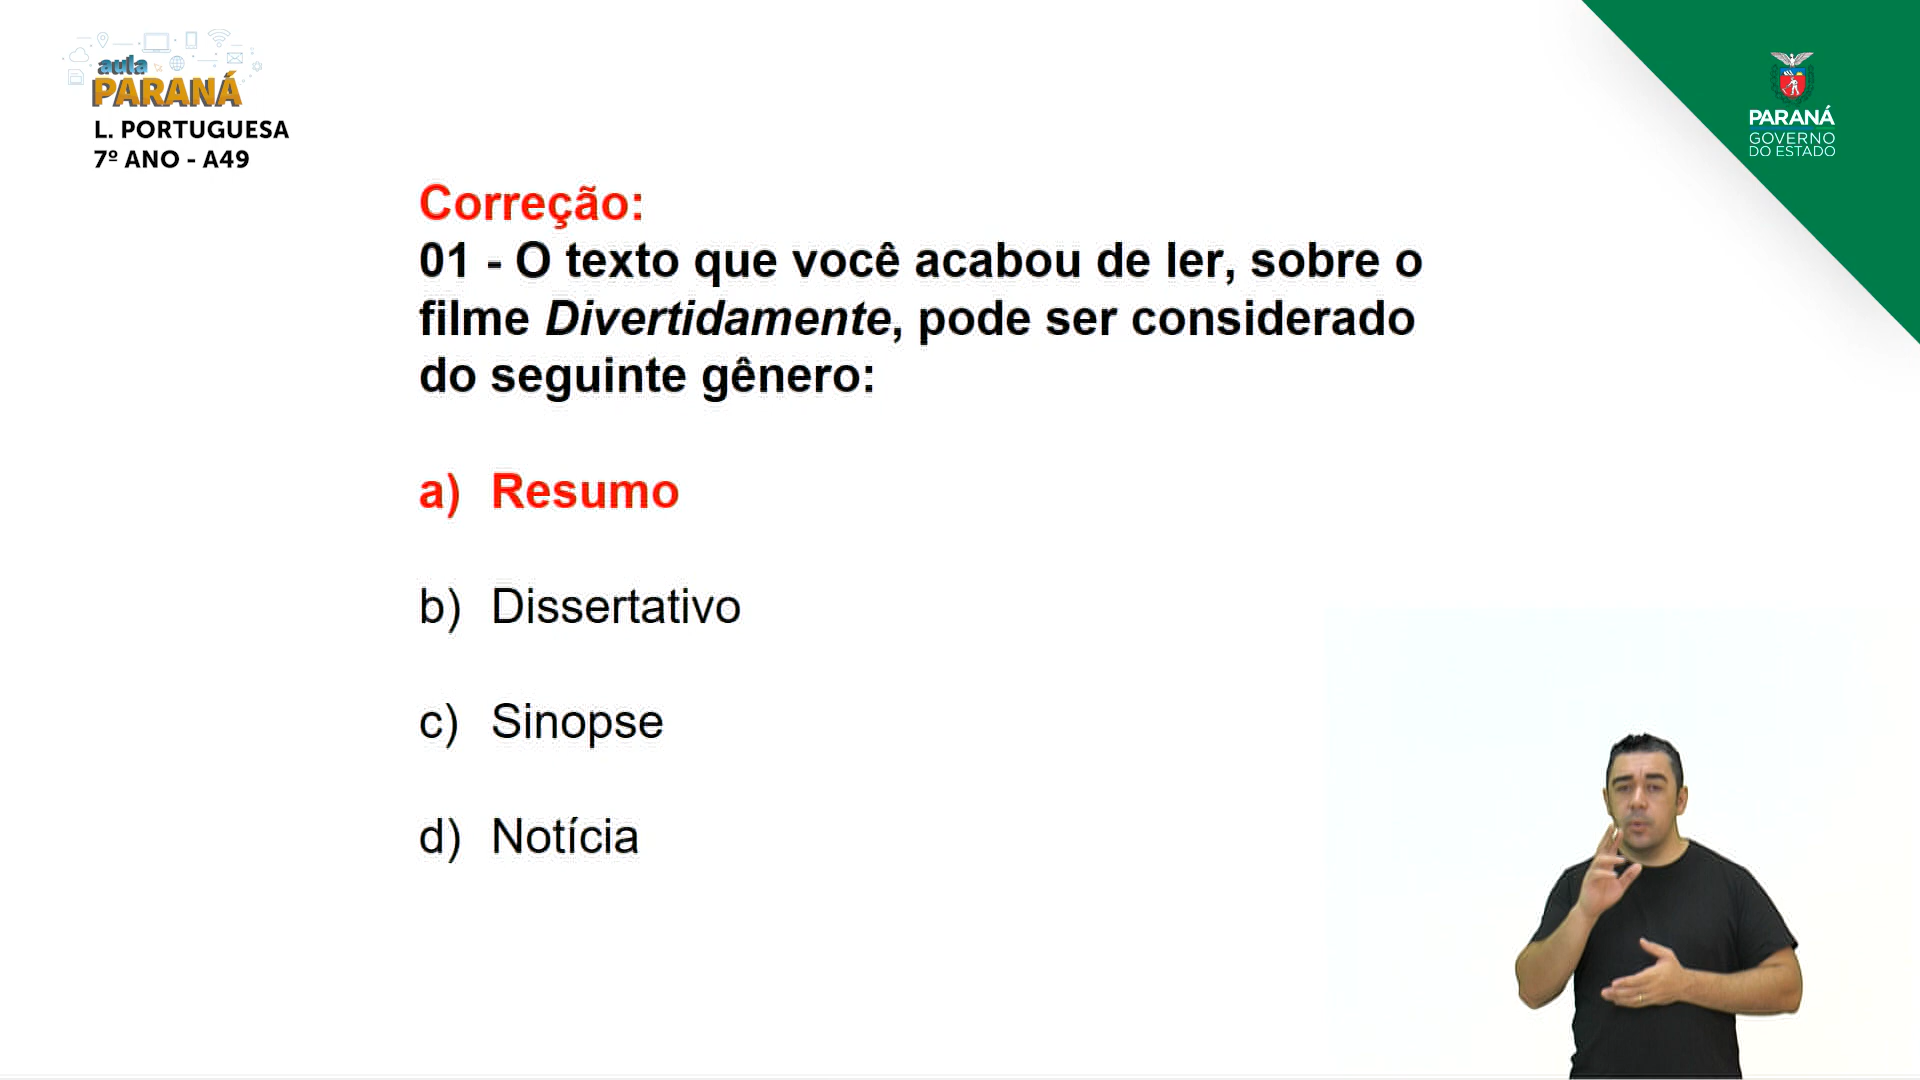 aula
PARANÁ
L. PORTUGUESA
7º ANO - A49
PARANÁ
GOVERNO
DO ESTADO
Correção:
01 - O texto que você acabou de ler, sobre o
filme Divertidamente, pode ser considerado
do seguinte gênero:
a) Resumo
b) Dissertativo
c) Sinopse
d) Notícia